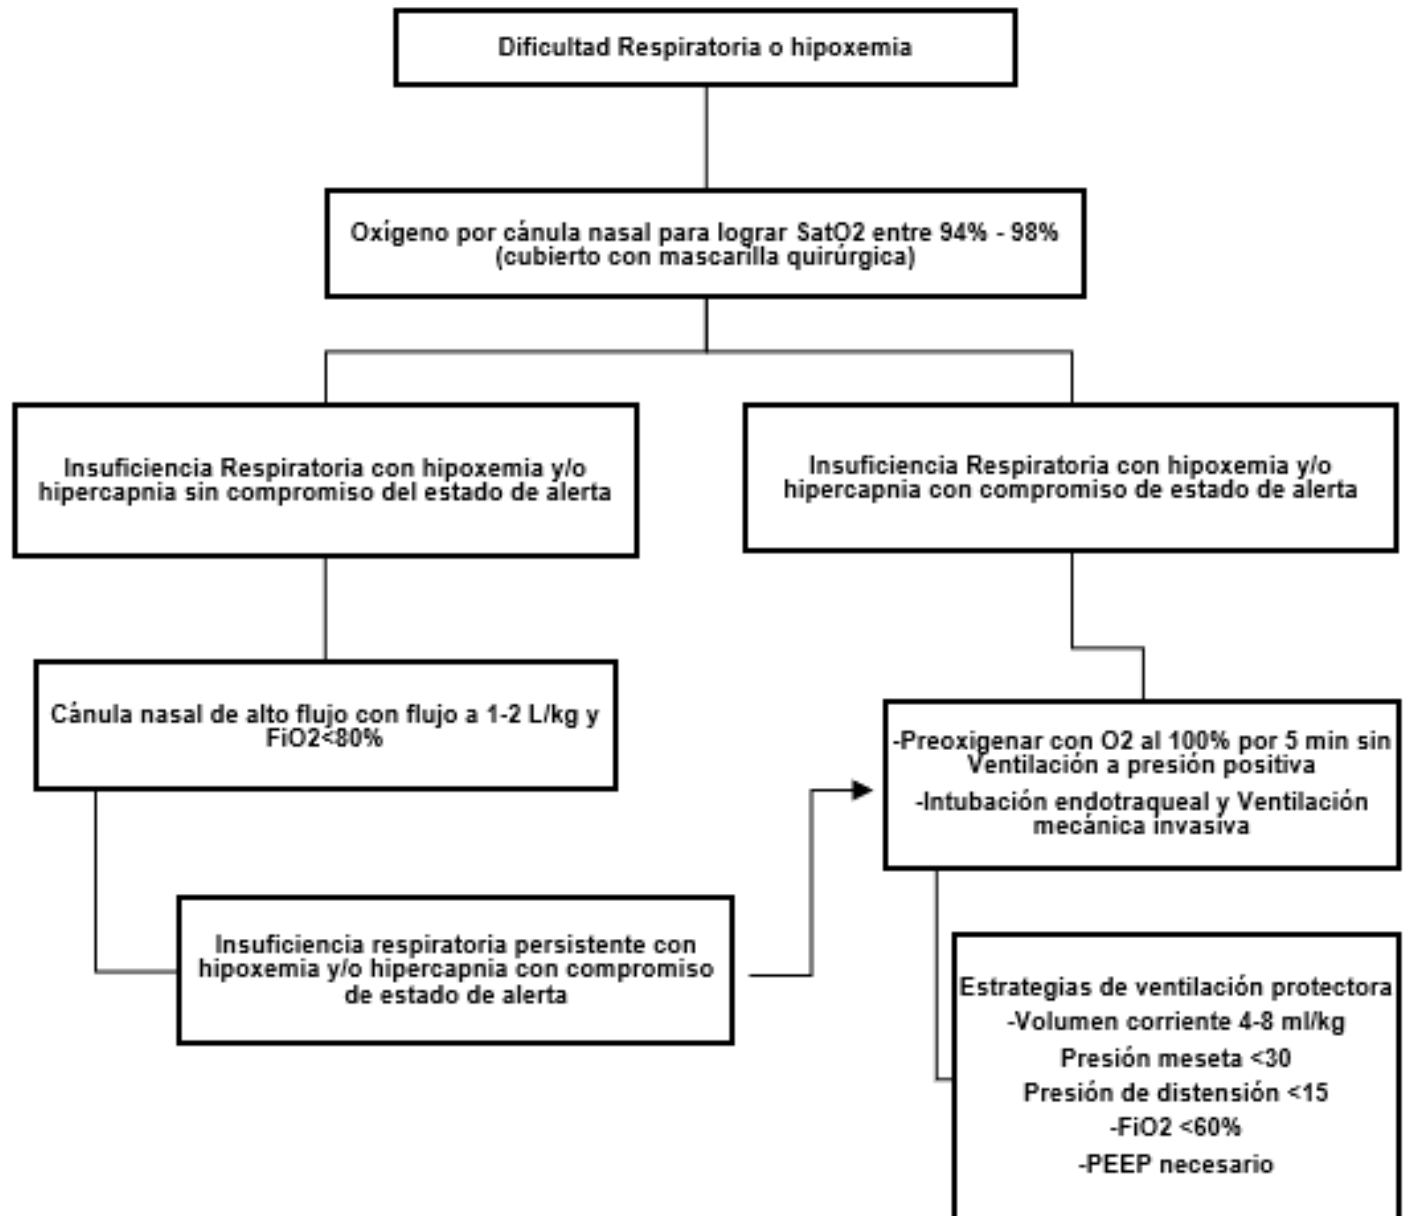 Dificultad Respiratoria o hipoxemia
Oxígeno por cánula nasal para lograr SatO2 entre 94% - 98%
(cubierto con mascarilla quirúrgica)
Insuficiencia Respiratoria con hipoxemia y/o
hipercapnia sin compromiso del estado de alerta
Insuficiencia Respiratoria con hipoxemia y/o
hipercapnia con compromiso de estado de alerta
Cánula nasal de alto flujo con flujo a 1-2 L/kg y
FiO2<80%
-Preoxigenar con O2 al 100% por 5 min sin
Ventilación a presión positiva
-Intubación endotraqueal y Ventilación
mecánica invasiva
Insuficiencia respiratoria persistente con
hipoxemia y/o hipercapnia con compromiso
de estado de alerta
Estrategias de ventilación protectora
-Volumen corriente 4-8 ml/kg
Presión meseta <30
Presión de distensión <15
-FiO2 <60%
-PEEP necesario